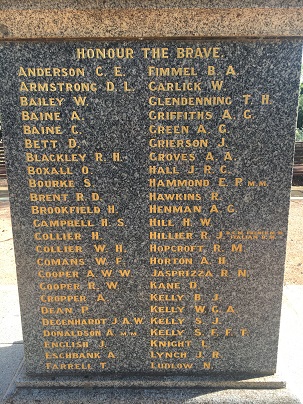 HONOUR THE BRAVE.
ANDERSON C. E.
ARMSTRONG D. L.
BAILEY W.
BAINE A.
BAINE C.
BETT D.
BLACKLEY R. H.
BOXALL O.
BOURKE S.
BRENT R. D.
BROOKFIELD H.
CAMPBELL H. S.
COLLIER H.
COLLIER W. H.
COMANS W. F.
COOPER A. W. W.
COOPER R. W.
CROPPER A.
DEAN P.
DEGENHARDT J. A. W.
DONALDSON A. M.M.
ENGLISH J.
ESCHBANK A.
FARRELL T.
FIMMEL B. A.
GARLICK W.
GLENDENNING T. H.
GRIFFITHS A. G.
GREEN A. G.
GRIERSON J.
GROVES A. A.
HALL J. R. C.
HAMMOND E. P. M.M.
HAWKINS R.
HENMAN A. G.
HILL H. W.
HILLIER R. J.
HOPCROFT R. M.
HORTON A. B.
JASPRIZZA R. N.
KANE D.
KELLY B. J.
KELLY W. G. A.
KELLY S. J.
KELLY S. F. F. T.
KNIGHT L.
LYNCH J. R.
LUDLOW N.